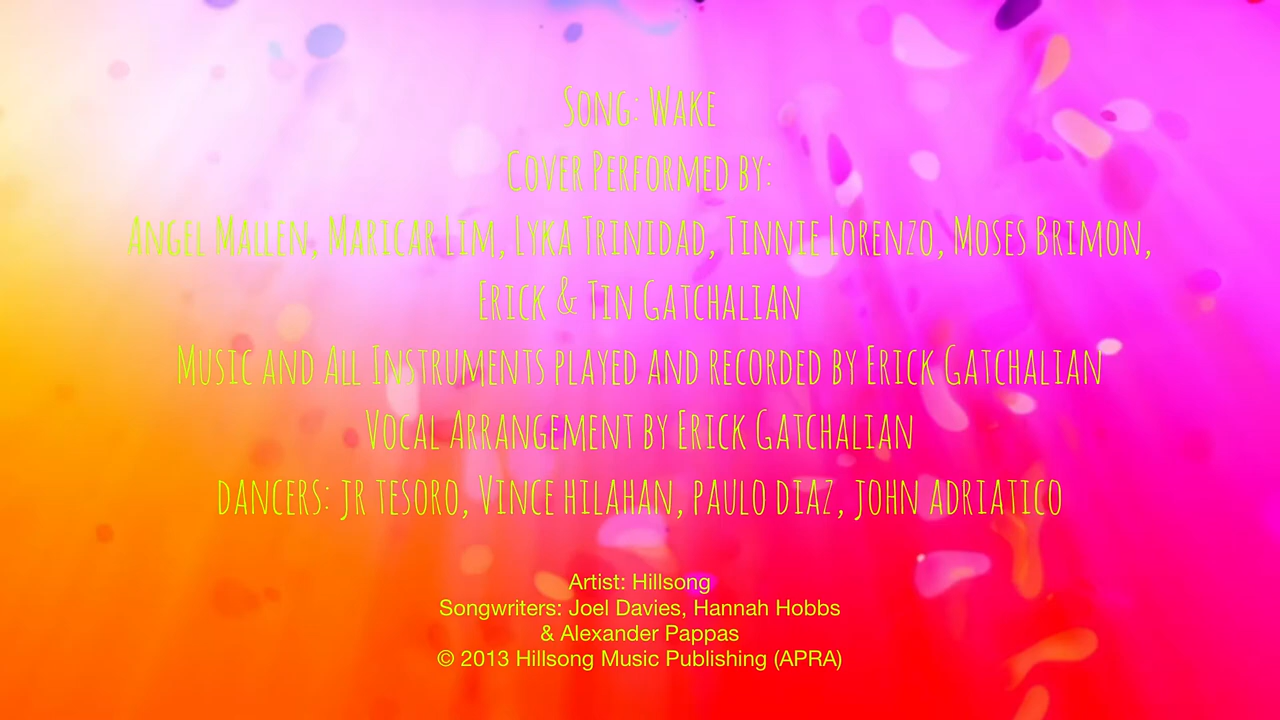 Song: Wake
Cover Performed by:
Angel Mallen, Maricar Lim, Lyka Trinidad, Tinnie Lorenzo, Moses Brimon,
Erick & Tin Gatchalian
Music and All Instruments played and recorded by Erick Gatchalian
Vocal Arrangement by Erick Gatchalian
dancers: jr tesoro, Vince hilahan, paulo diaz, john adriatico
Artist: Hillsong
Songwriters: Joel Davies, Hannah Hobbs
& Alexander Pappas
© 2013 Hillsong Music Publishing (APRA)